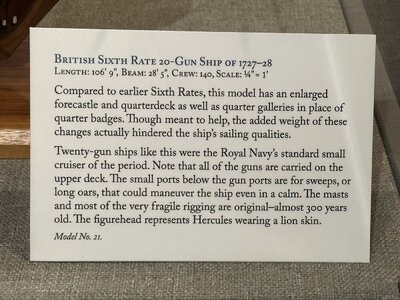 British Sixth Rate 20-Gun Ship of 1727–28
Length: 106' 9", Beam: 28' 5", Crew: 140, Scale: ¼" = 1'
Compared to earlier Sixth Rates, this model has an enlarged
forecastle and quarterdeck as well as quarter galleries in place of
quarter badges. Though meant to help, the added weight of these
changes actually hindered the ship's sailing qualities.
Twenty-gun ships like this were the Royal Navy's standard small
cruiser of the period. Note that all of the guns are carried on the
upper deck. The small ports below the gun ports are for sweeps, or
long oars, that could maneuver the ship even in a calm. The masts
and most of the very fragile rigging are original–almost 300 years
old. The figurehead represents Hercules wearing a lion skin.
Model No. 21.